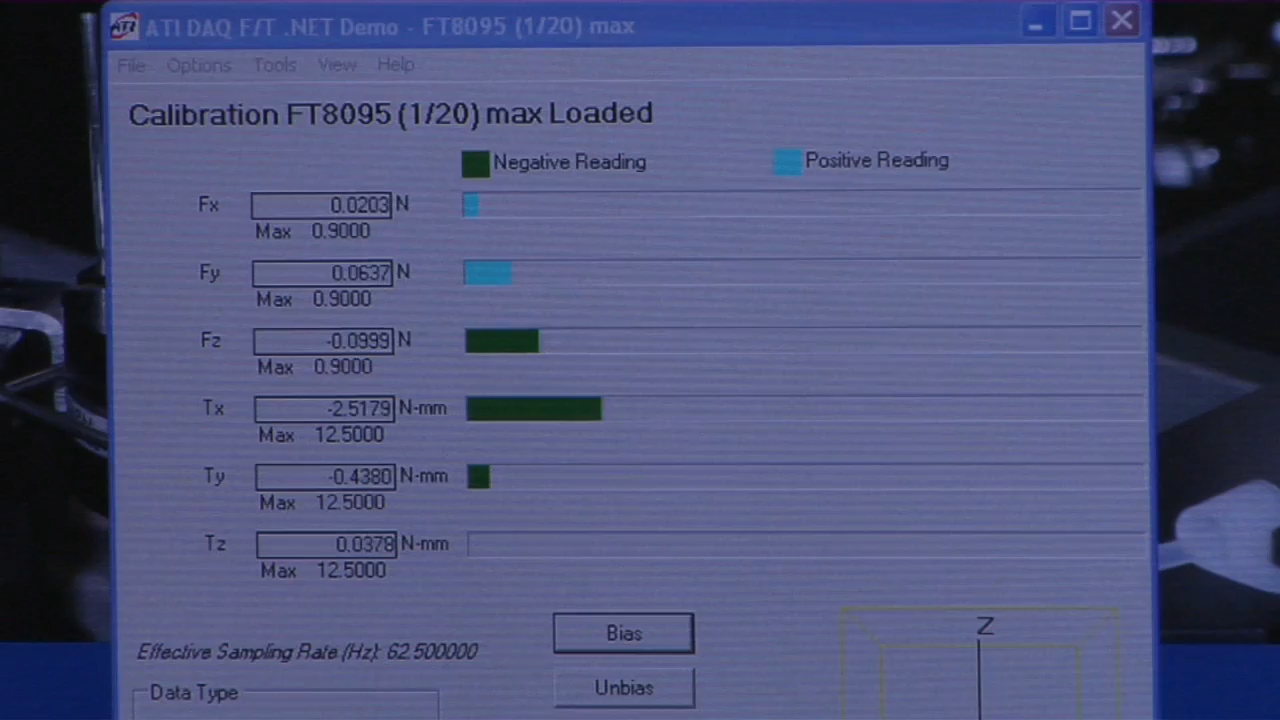 ATI ATI DAQ F/T .NET Demo - FT8095 (1/20) max
File Options Tools View Help
Calibration FT8095 (1/20) max Loaded
Negative Reading Positive Reading
Fx 0.0203 N
Max 0.9000
Fy 0.0637 N
Max 0.9000
Fz -0.0999 N
Max 0.9000
Tx -2.5179 N-mm
Max 12.5000
Ty -0.4380 N-mm
Max 12.5000
Tz 0.0378 N-mm
Max 12.5000
Bias
Z
Effective Sampling Rate (Hz): 62.500000
Unbias
Data Type